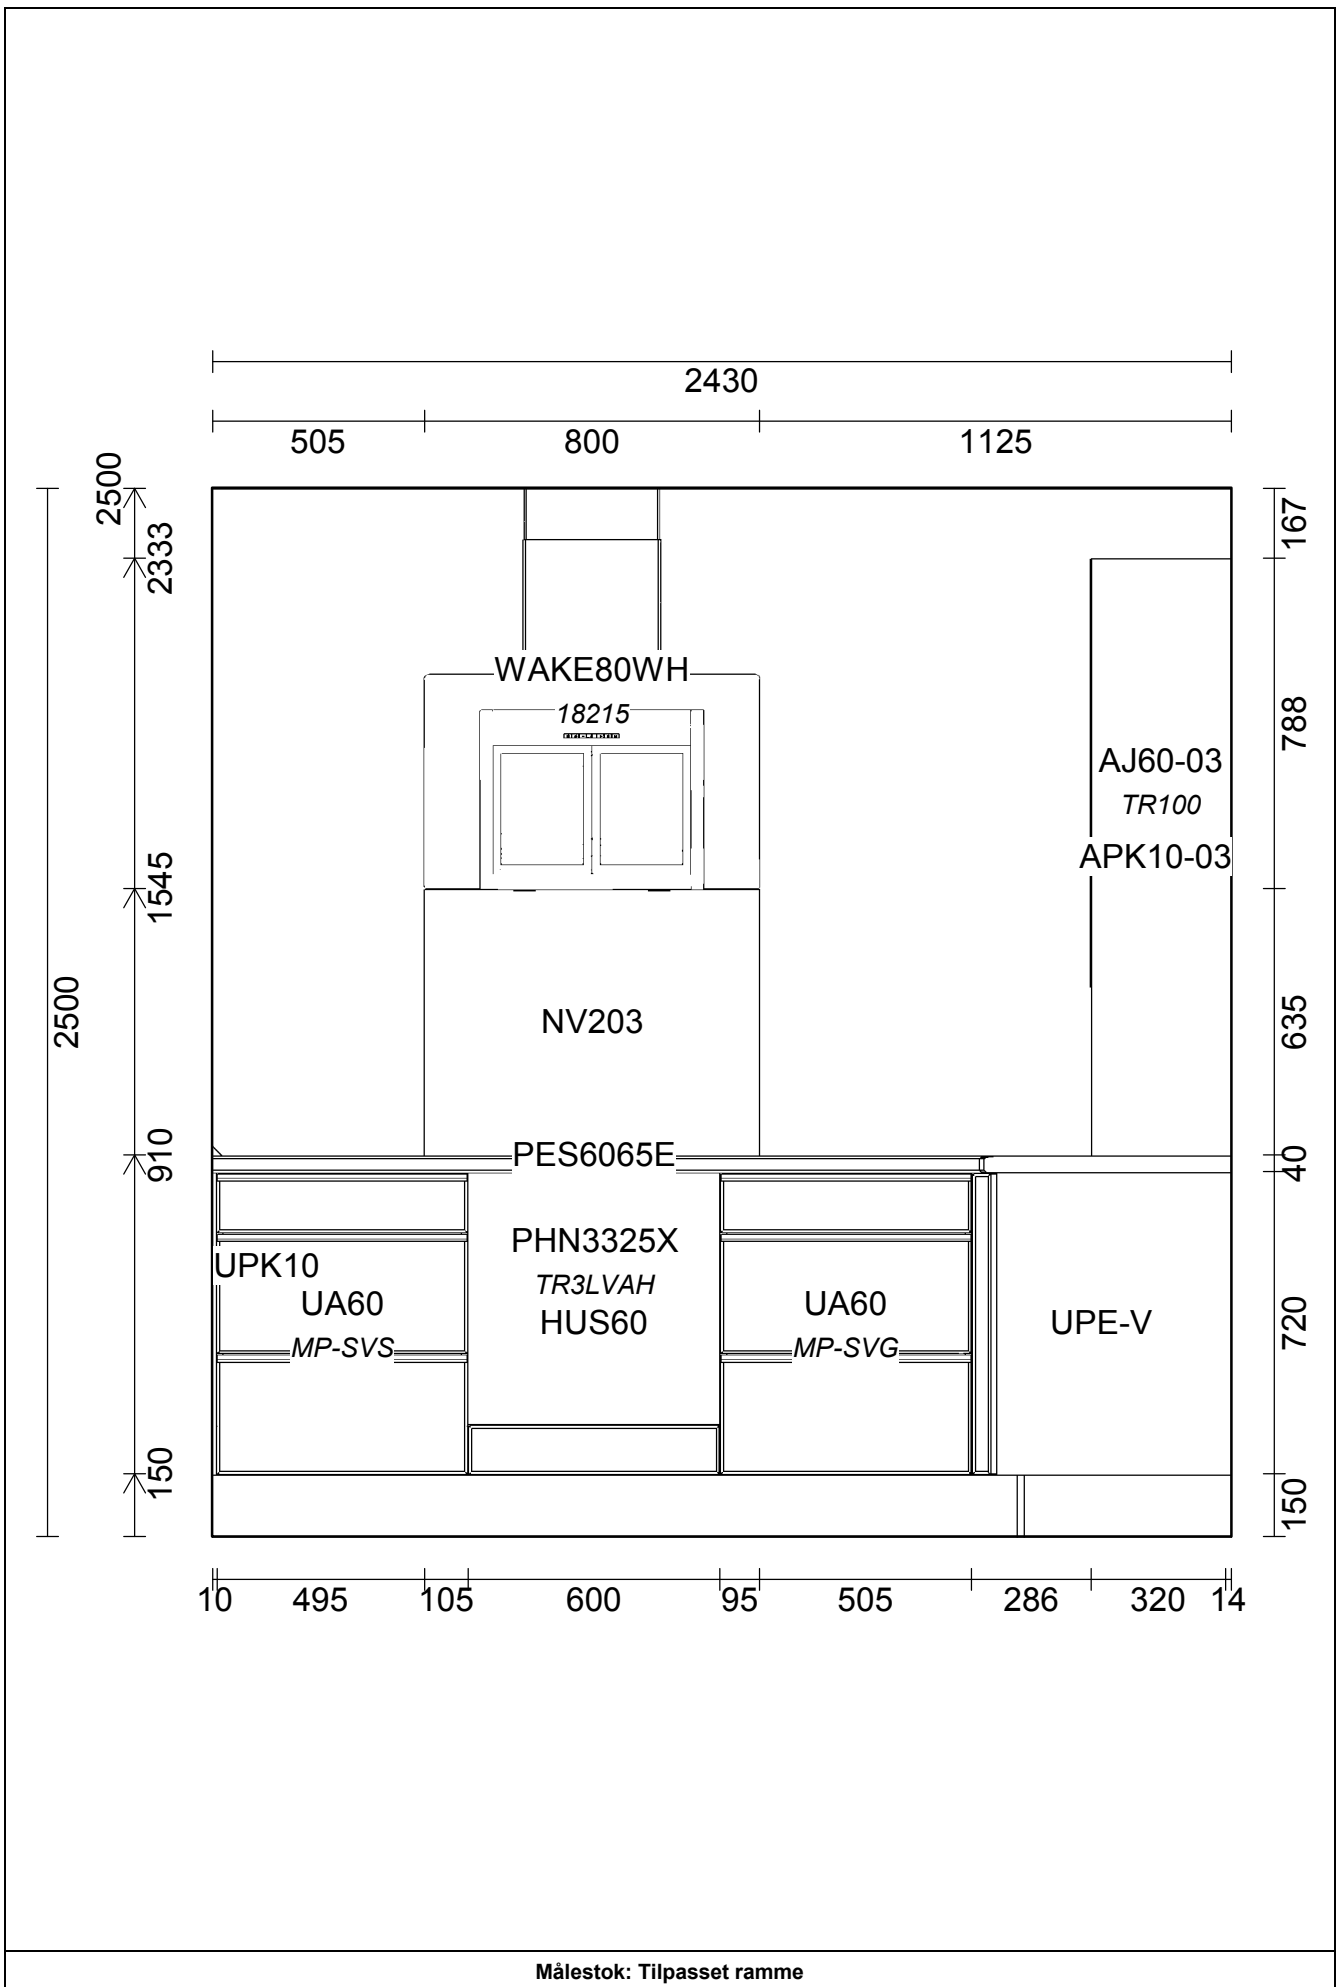 2430
505 800 1125
2500
2333
1545
910
150
2500
167
788
635
40
720
150
WAKE80WH
18215
AJ60-03
TR100
APK10-03
NV203
PES6065E
UPK10
UA60
MP-SVS
PHN3325X
TR3LVAH
HUS60
UA60
MP-SVG
UPE-V
10 495 105 600 95 505 286 320 14
Målestok: Tilpasset ramme